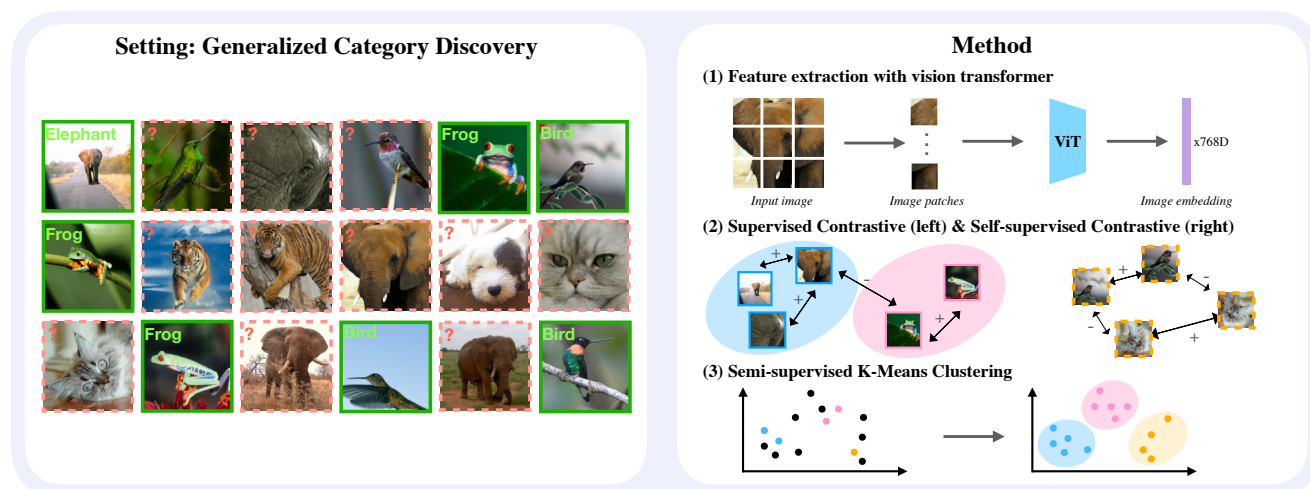 Setting: Generalized Category Discovery
Elephant ? ? ? Frog Bird
Frog ? ? ? ? ?
? Frog ? Bird ? Bird
Method
(1) Feature extraction with vision transformer
ViT
x768D
Input image
Image patches
Image embedding
(2) Supervised Contrastive (left) & Self-supervised Contrastive (right)
+ - + -
+ +
- +
(3) Semi-supervised K-Means Clustering